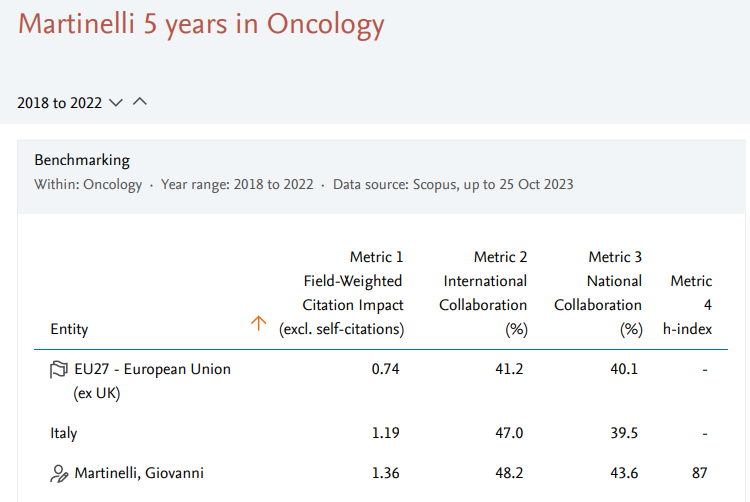 Martinelli 5 years in Oncology
2018 to 2022
Benchmarking
Within: Oncology · Year range: 2018 to 2022 · Data source: Scopus, up to 25 Oct 2023
Metric 1 Metric 2 Metric 3
Field-Weighted International National Metric
Citation Impact Collaboration Collaboration 4
Entity (excl. self-citations) (%) (%) h-index
EU27 - European Union 0.74 41.2 40.1 -
(ex UK)
Italy 1.19 47.0 39.5 -
Martinelli, Giovanni 1.36 48.2 43.6 87